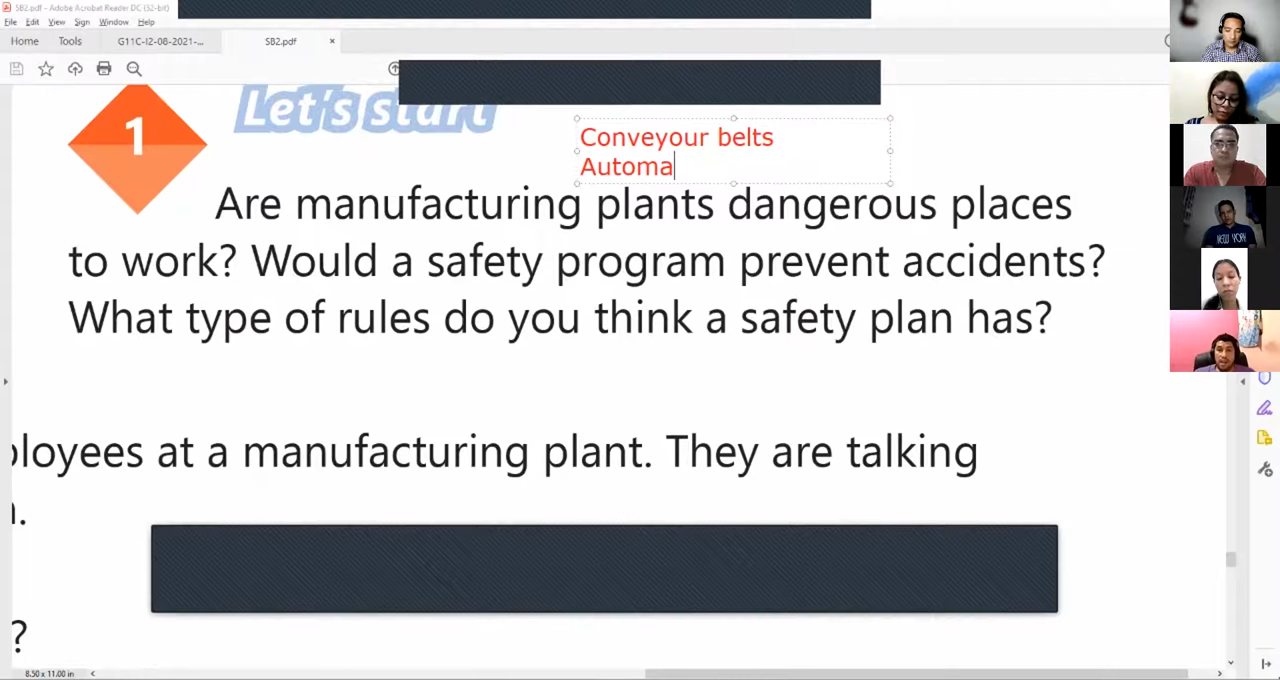 SB2.pdf - Adobe Acrobat Reader DC (32-bit)
File Edit View Sign Window Help
Home Tools G11C-I2-08-2021-... SB2.pdf ×
1 Let's start
Conveyour belts
Automa
Are manufacturing plants dangerous places
to work? Would a safety program prevent accidents?
What type of rules do you think a safety plan has?
ployees at a manufacturing plant. They are talking
n.
?
8.50 x 11.00 in
NEW YORK